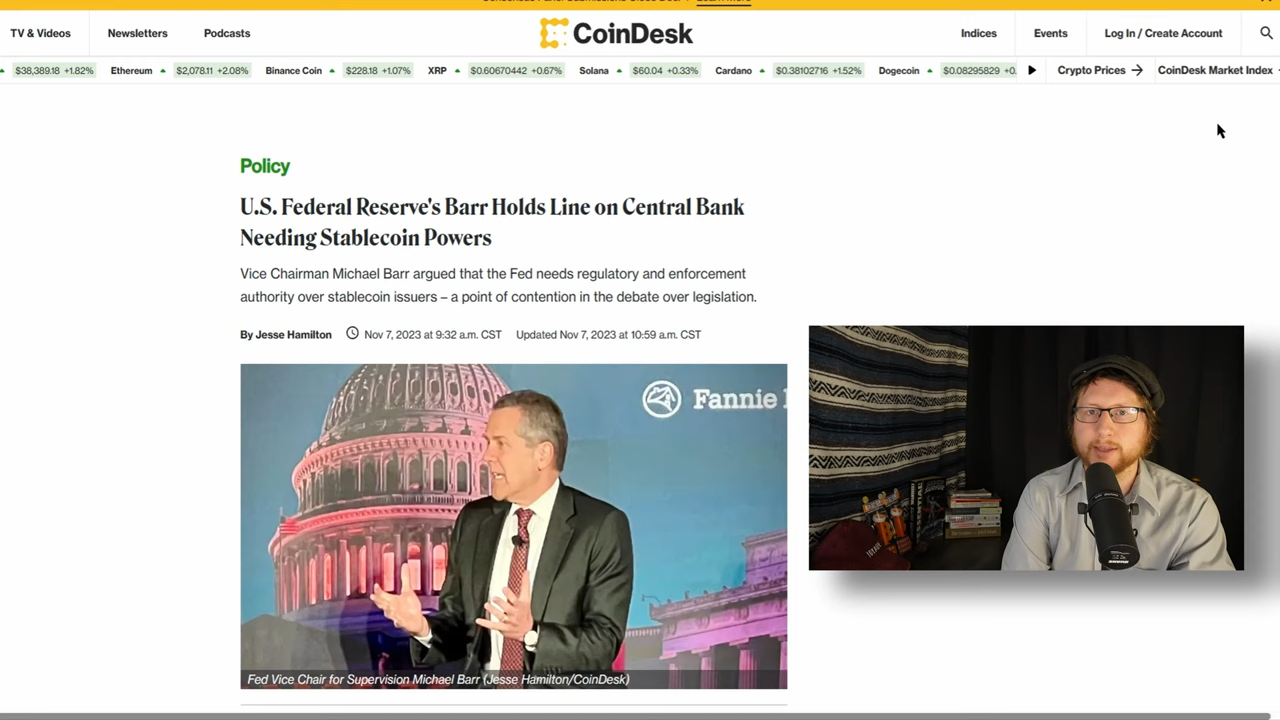 TV & Videos
Newsletters
Podcasts
CoinDesk
Indices
Events
Log In / Create Account
$38,389.18 +1.82%
Ethereum $2,078.11 +2.08%
Binance Coin $228.18 +1.07%
XRP $0.60670442 +0.67%
Solana $60.04 +0.33%
Cardano $0.38102716 +1.52%
Dogecoin $0.08295829 +0.
Crypto Prices
CoinDesk Market Index
Policy
U.S. Federal Reserve's Barr Holds Line on Central Bank
Needing Stablecoin Powers
Vice Chairman Michael Barr argued that the Fed needs regulatory and enforcement
authority over stablecoin issuers – a point of contention in the debate over legislation.
By Jesse Hamilton Nov 7, 2023 at 9:32 a.m. CST Updated Nov 7, 2023 at 10:59 a.m. CST
Fannie
Fed Vice Chair for Supervision Michael Barr (Jesse Hamilton/CoinDesk)